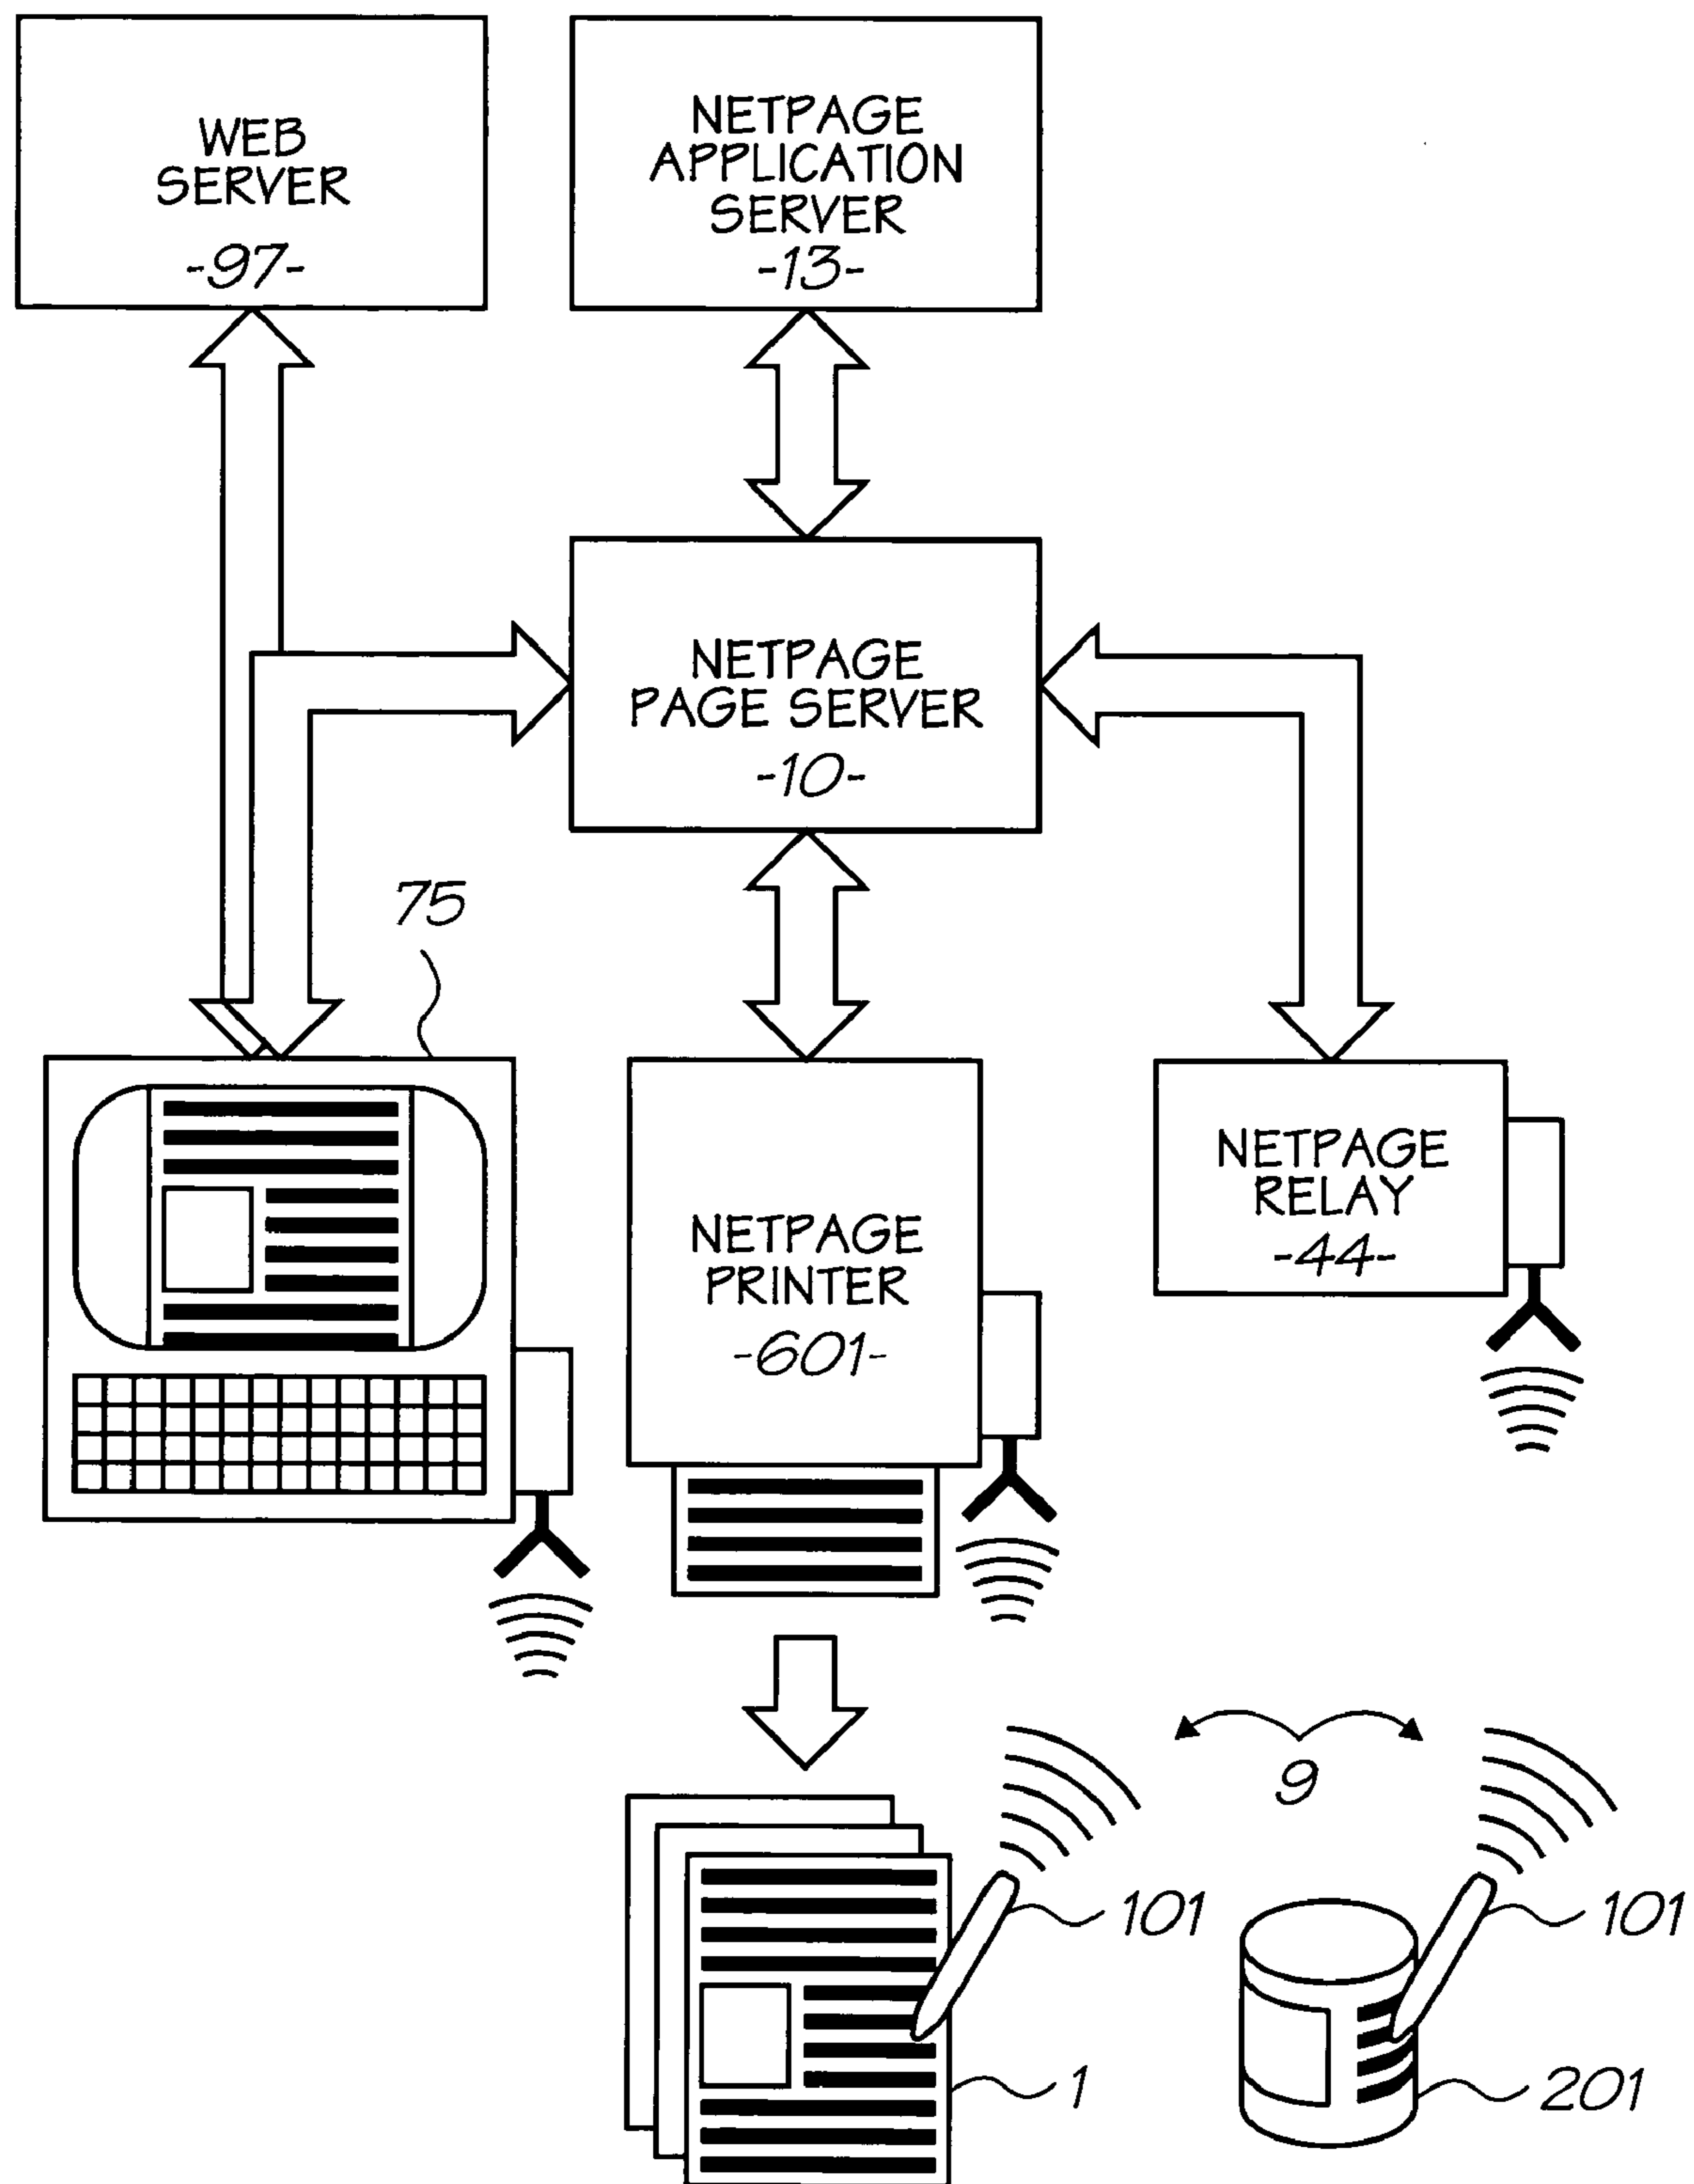 WEB
SERVER
-97-
NETPAGE
APPLICATION
SERVER
-13-
NETPAGE
PAGE SERVER
-10-
75
NETPAGE
PRINTER
-601-
NETPAGE
RELAY
-44-
9
101
101
1
201